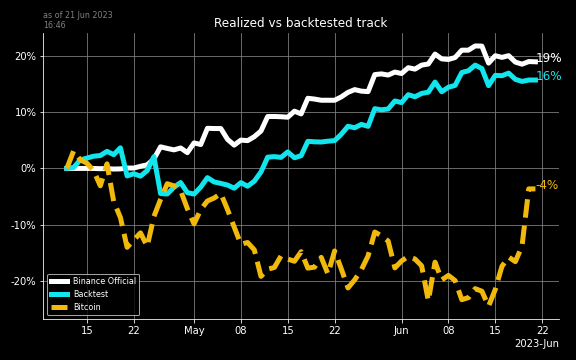 as of 21 Jun 2023
16:46
Realized vs backtested track
20%
10%
0%
-10%
-20%
19%
16%
-4%
Binance Official
Backtest
Bitcoin
15 22 May 08 15 22 Jun 08 15 22
2023-Jun